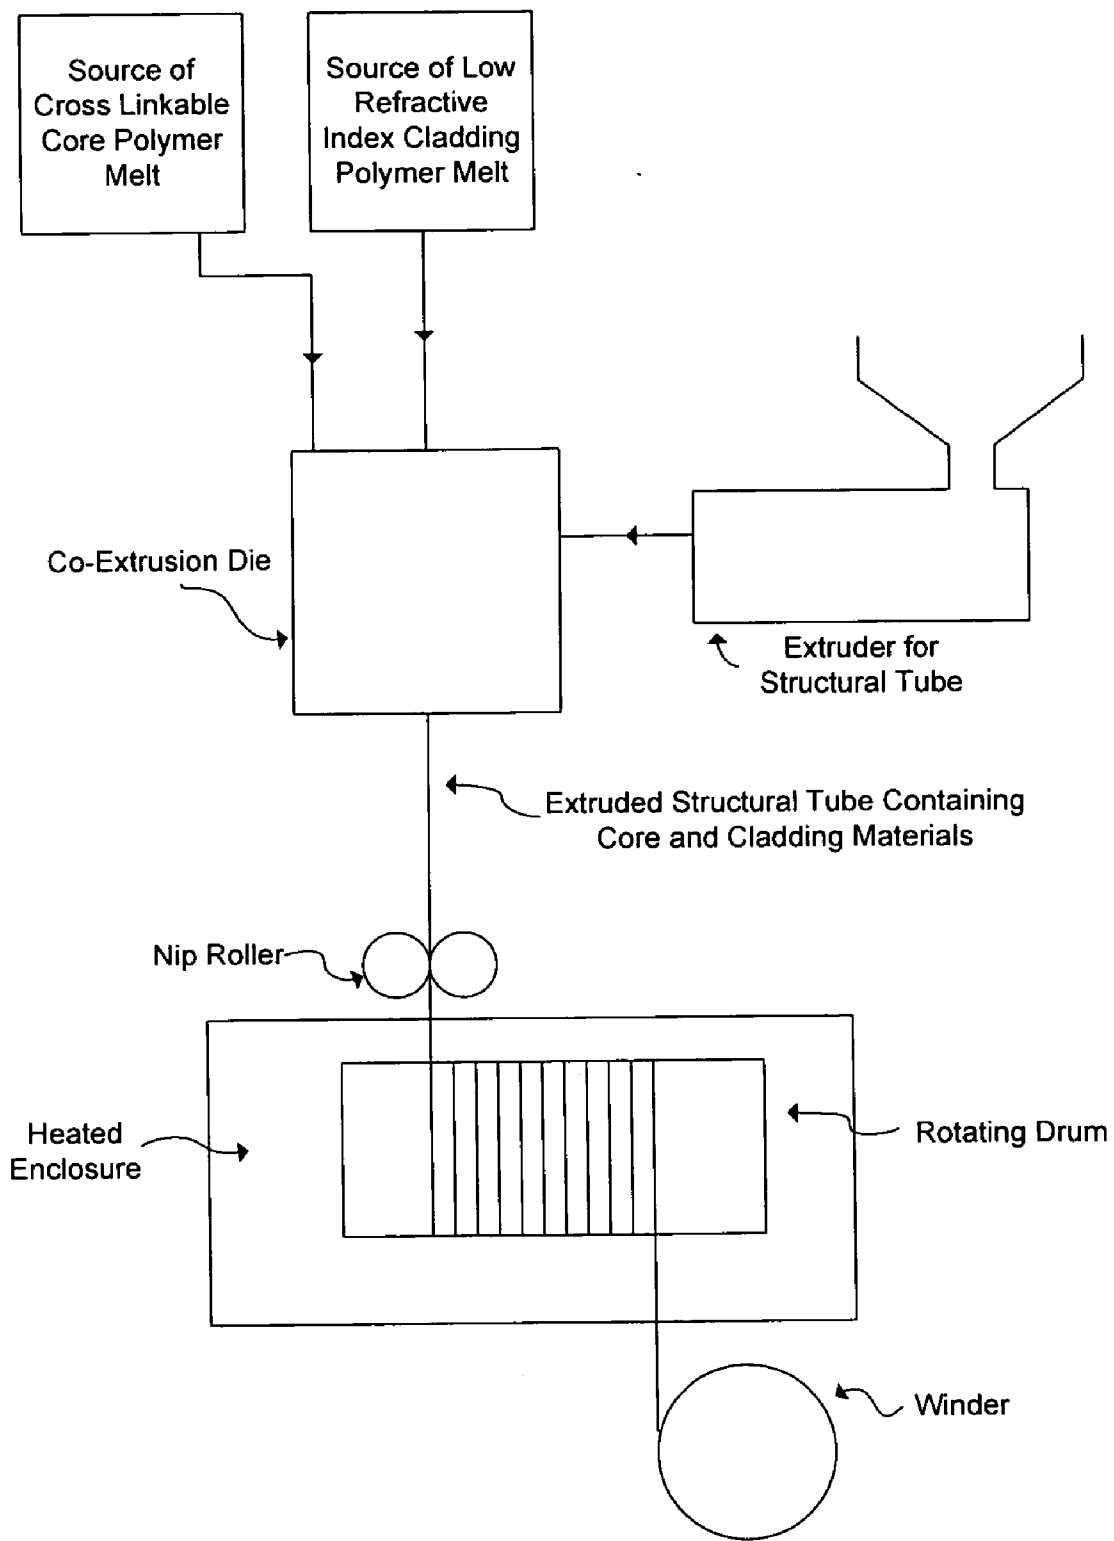 Source of
Cross Linkable
Core Polymer
Melt
Source of Low
Refractive
Index Cladding
Polymer Melt
Co-Extrusion Die
Extruder for
Structural Tube
Extruded Structural Tube Containing
Core and Cladding Materials
Nip Roller
Heated
Enclosure
Rotating Drum
Winder